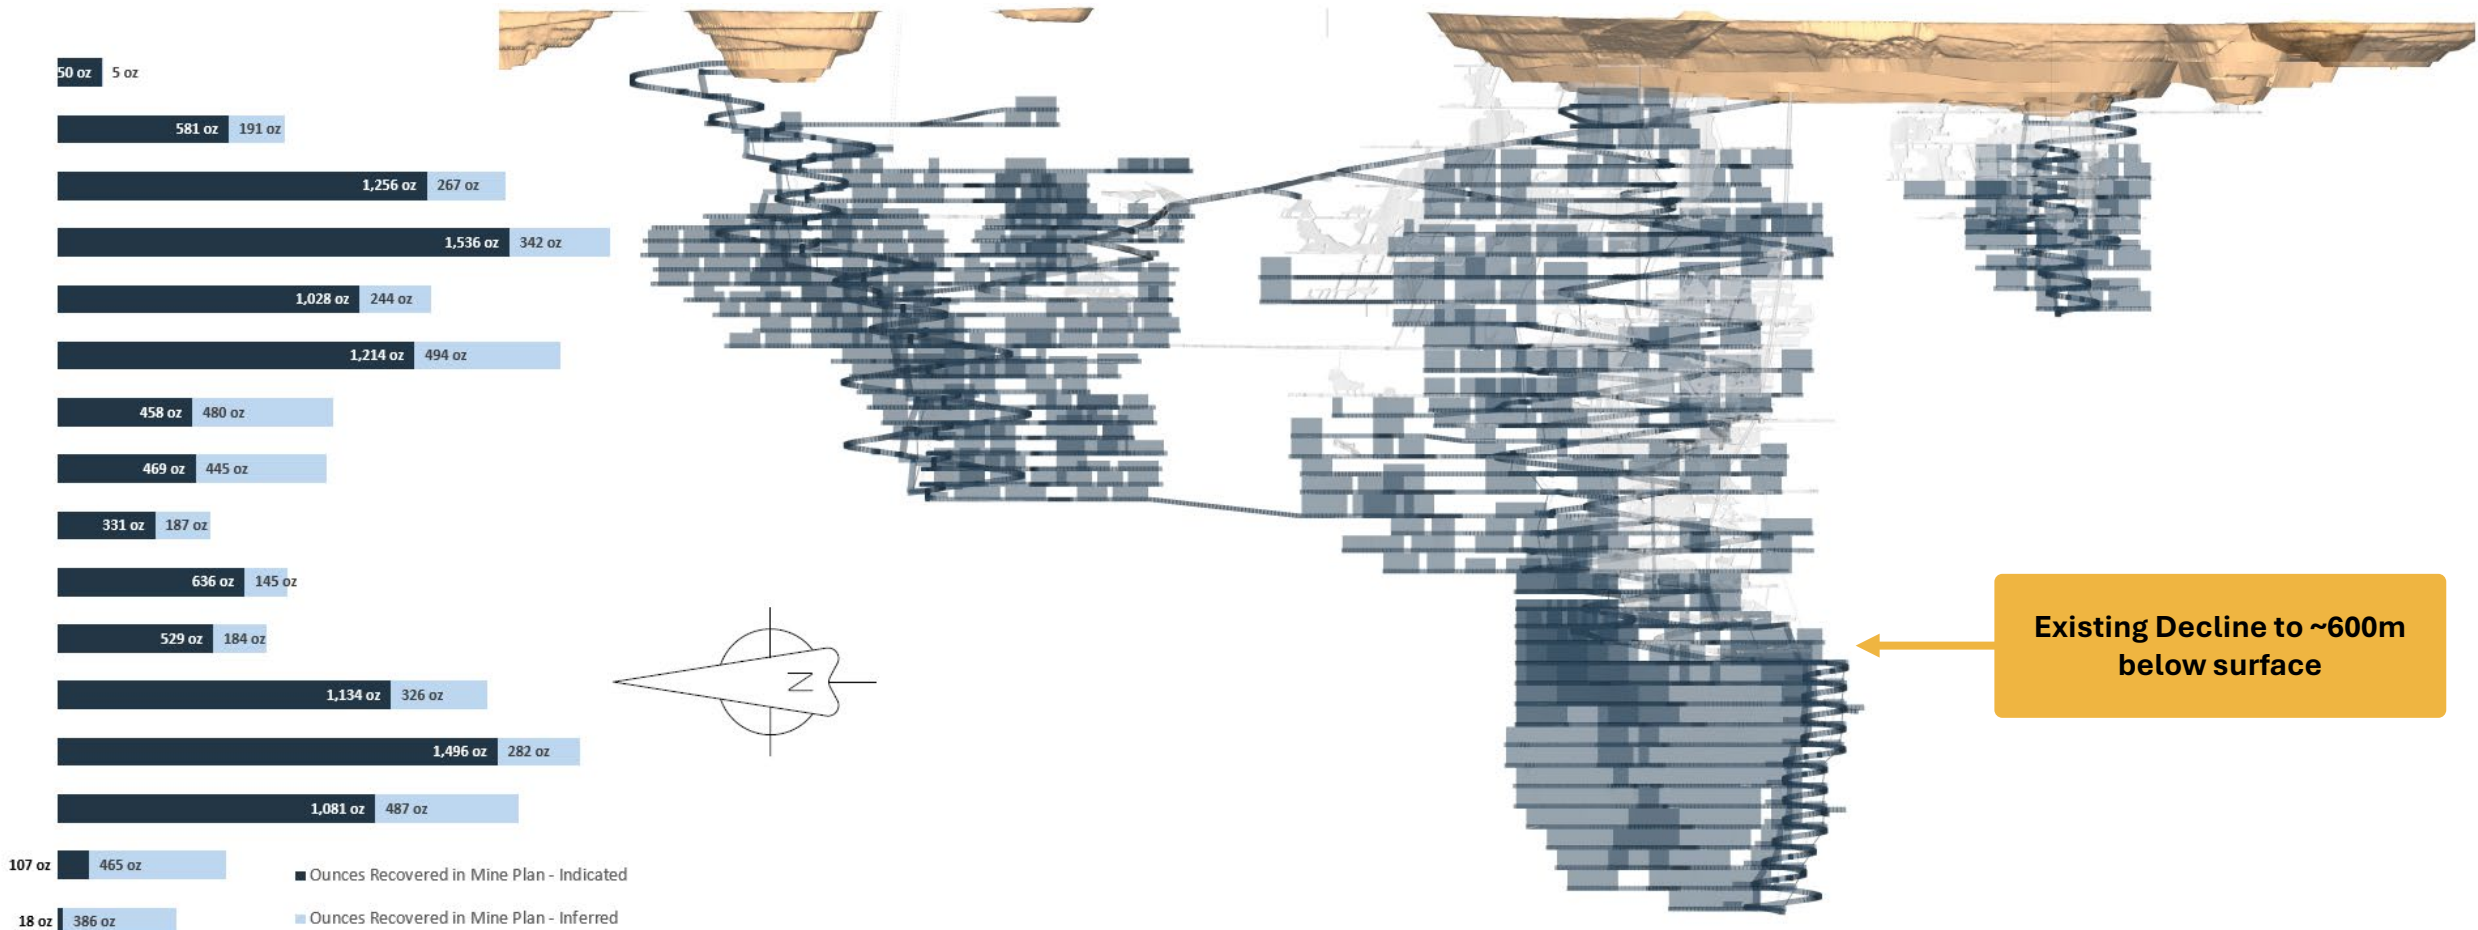 50 oz 5 oz
581 oz 191 oz
1,256 oz 267 oz
1,536 oz 342 oz
1,028 oz 244 oz
1,214 oz 494 oz
458 oz 480 oz
469 oz 445 oz
331 oz 187 oz
636 oz 145 oz
529 oz 184 oz
1,134 oz 326 oz
1,496 oz 282 oz
1,081 oz 487 oz
107 oz 465 oz
18 oz 386 oz
Ounces Recovered in Mine Plan - Indicated
Ounces Recovered in Mine Plan - Inferred
N
Existing Decline to ~600m
below surface